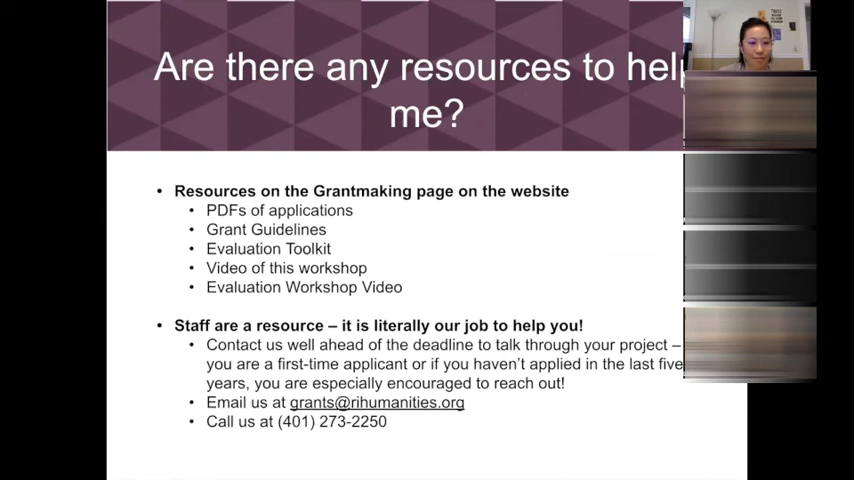 Are there any resources to help
me?
• Resources on the Grantmaking page on the website
• PDFs of applications
• Grant Guidelines
• Evaluation Toolkit
• Video of this workshop
• Evaluation Workshop Video
• Staff are a resource – it is literally our job to help you!
• Contact us well ahead of the deadline to talk through your project –
you are a first-time applicant or if you haven't applied in the last five
years, you are especially encouraged to reach out!
• Email us at grants@rihumanities.org
• Call us at (401) 273-2250